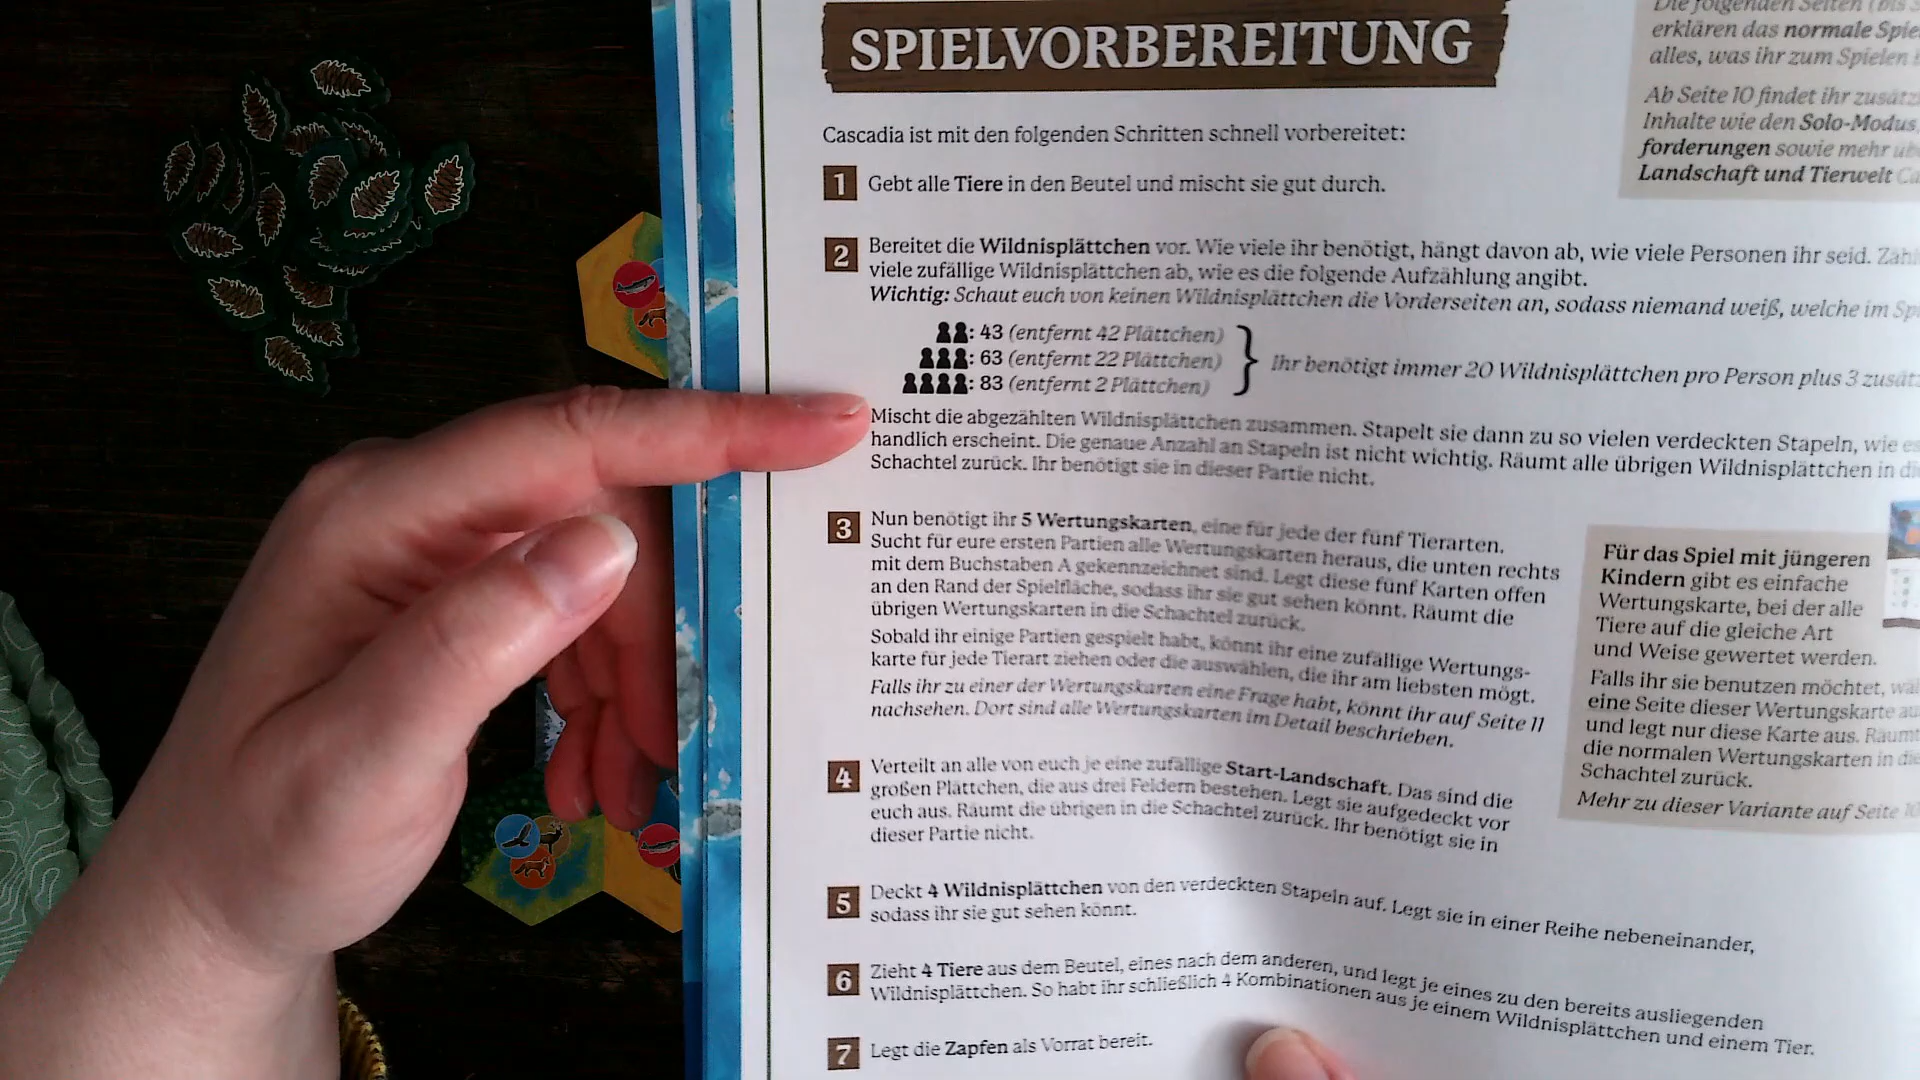 SPIELVORBEREITUNG
Cascadia ist mit den folgenden Schritten schnell vorbereitet:
1 Gebt alle Tiere in den Beutel und mischt sie gut durch.
2 Bereitet die Wildnisplättchen vor. Wie viele ihr benötigt, hängt davon ab, wie viele Personen ihr seid.
viele zufällige Wildnisplättchen ab, wie es die folgende Aufzählung angibt.
Wichtig: Schaut euch von keinen Wildnisplättchen die Vorderseiten an, sodass niemand weiß, welche im
: 43 (entfernt 42 Plättchen)
: 63 (entfernt 22 Plättchen)
: 83 (entfernt 2 Plättchen)
Ihr benötigt immer 20 Wildnisplättchen pro Person plus 3
Mischt die abgezählten Wildnisplättchen zusammen. Stapelt sie dann zu so vielen verdeckten Stapeln, wie
handlich erscheint. Die genaue Anzahl an Stapeln ist nicht wichtig. Räumt alle übrigen Wildnisplättchen in
Schachtel zurück. Ihr benötigt sie in dieser Partie nicht.
3 Nun benötigt ihr 5 Wertungskarten, eine für jede der fünf Tierarten.
Sucht für eure ersten Partien alle Wertungskarten heraus, die unten rechts
mit dem Buchstaben A gekennzeichnet sind. Legt diese fünf Karten offen
an den Rand der Spielfläche, sodass ihr sie gut sehen könnt. Räumt die
übrigen Wertungskarten in die Schachtel zurück.
Sobald ihr einige Partien gespielt habt, könnt ihr eine zufällige Wertungs-
karte für jede Tierart ziehen oder die auswählen, die ihr am liebsten mögt.
Falls ihr zu einer der Wertungskarten eine Frage habt, könnt ihr auf Seite 11
nachsehen. Dort sind alle Wertungskarten im Detail beschrieben.
4 Verteilt an alle von euch je eine zufällige Start-Landschaft. Das sind die
großen Plättchen, die aus drei Feldern bestehen. Legt sie aufgedeckt vor
euch aus. Räumt die übrigen in die Schachtel zurück. Ihr benötigt sie in
dieser Partie nicht.
5 Deckt 4 Wildnisplättchen von den verdeckten Stapeln auf. Legt sie in einer Reihe nebeneinander,
sodass ihr sie gut sehen könnt.
6 Zieht 4 Tiere aus dem Beutel, eines nach dem anderen, und legt je eines zu den bereits ausliegenden
Wildnisplättchen. So habt ihr schließlich 4 Kombinationen aus je einem Wildnisplättchen und einem Tier.
7 Legt die Zapfen als Vorrat bereit.
Die folgenden Seiten (bis
erklären das normale
alles, was ihr zum Spielen
Ab Seite 10 findet ihr
Inhalte wie den Solo-Modus,
forderungen sowie mehr
Landschaft und Tierwelt
Für das Spiel mit jüngeren
Kindern gibt es einfache
Wertungskarte, bei der alle
Tiere auf die gleiche Art
und Weise gewertet werden.
Falls ihr sie benutzen möchtet,
eine Seite dieser Wertungskarte
und legt nur diese Karte aus.
die normalen Wertungskarten in
Schachtel zurück.
Mehr zu dieser Variante auf Seite